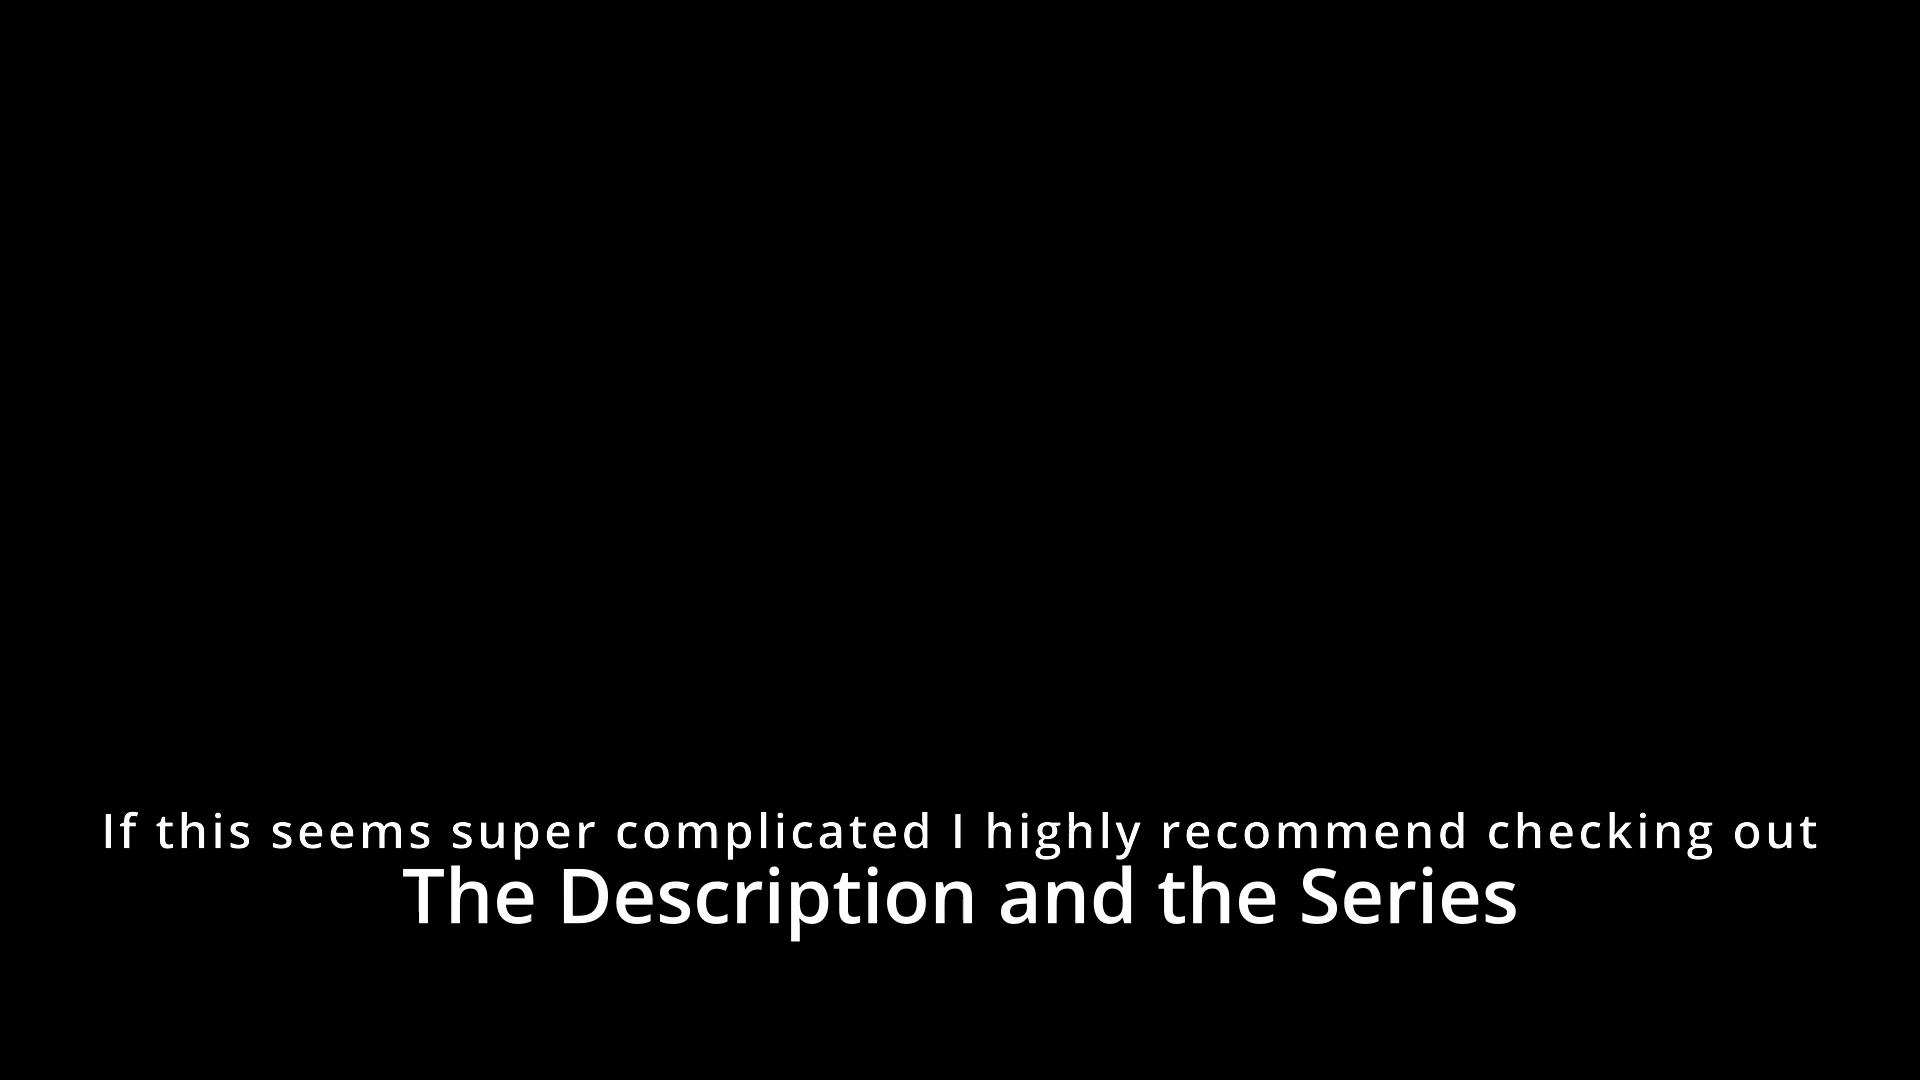 If this seems super complicated I highly recommend checking out
The Description and the Series